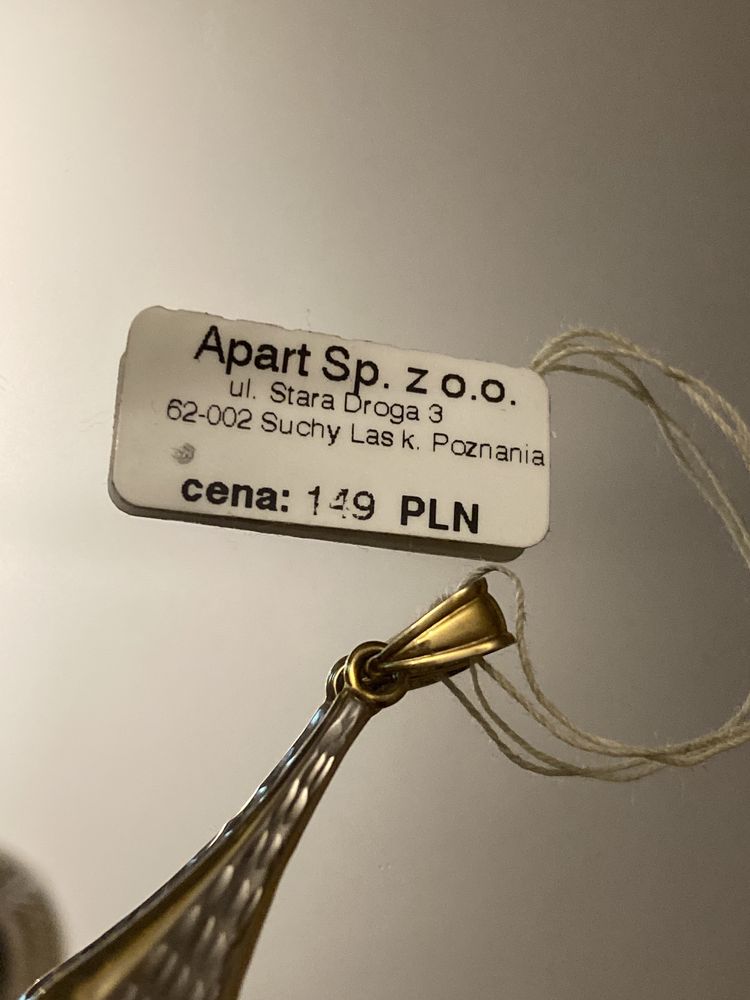 Apart Sp. z o.o.
ul. Stara Droga 3
62-002 Suchy Las k. Poznania
cena: 149 PLN